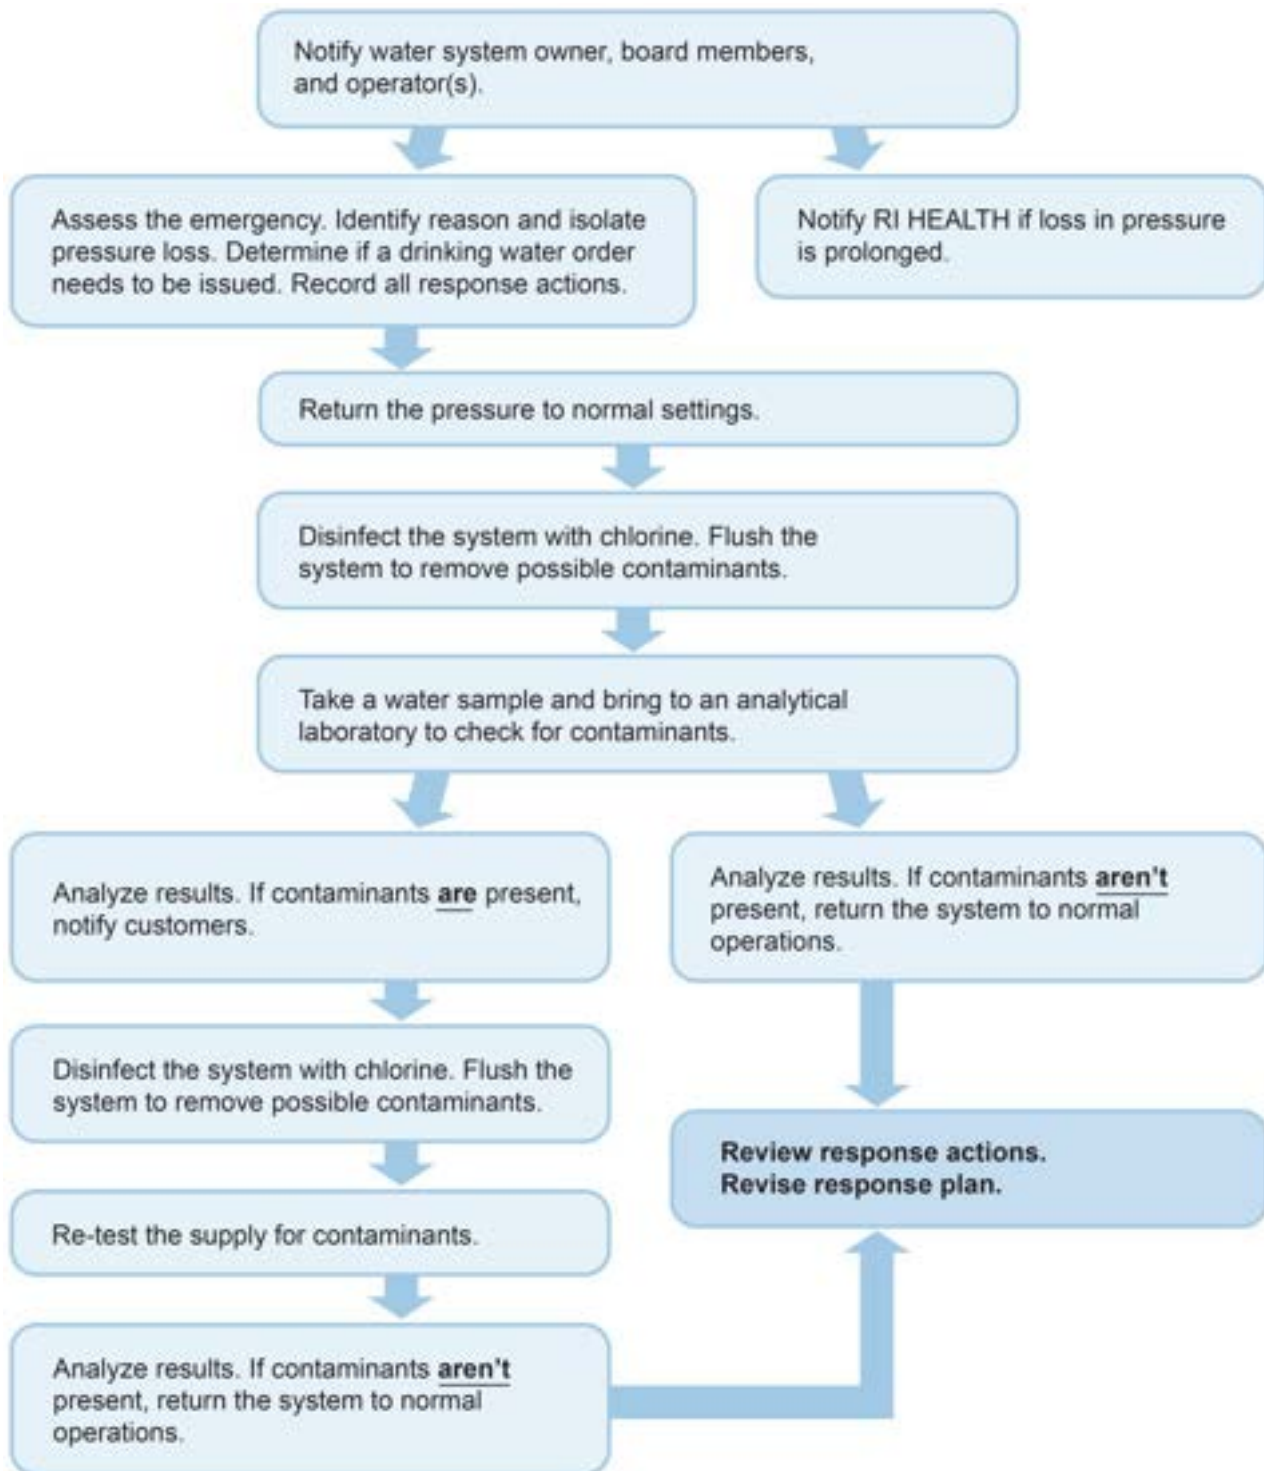 Notify water system owner, board members,
and operator(s).
Assess the emergency. Identify reason and isolate
pressure loss. Determine if a drinking water order
needs to be issued. Record all response actions.
Notify RI HEALTH if loss in pressure
is prolonged.
Return the pressure to normal settings.
Disinfect the system with chlorine. Flush the
system to remove possible contaminants.
Take a water sample and bring to an analytical
laboratory to check for contaminants.
Analyze results. If contaminants are present,
notify customers.
Analyze results. If contaminants aren't
present, return the system to normal
operations.
Disinfect the system with chlorine. Flush the
system to remove possible contaminants.
Review response actions.
Revise response plan.
Re-test the supply for contaminants.
Analyze results. If contaminants aren't
present, return the system to normal
operations.